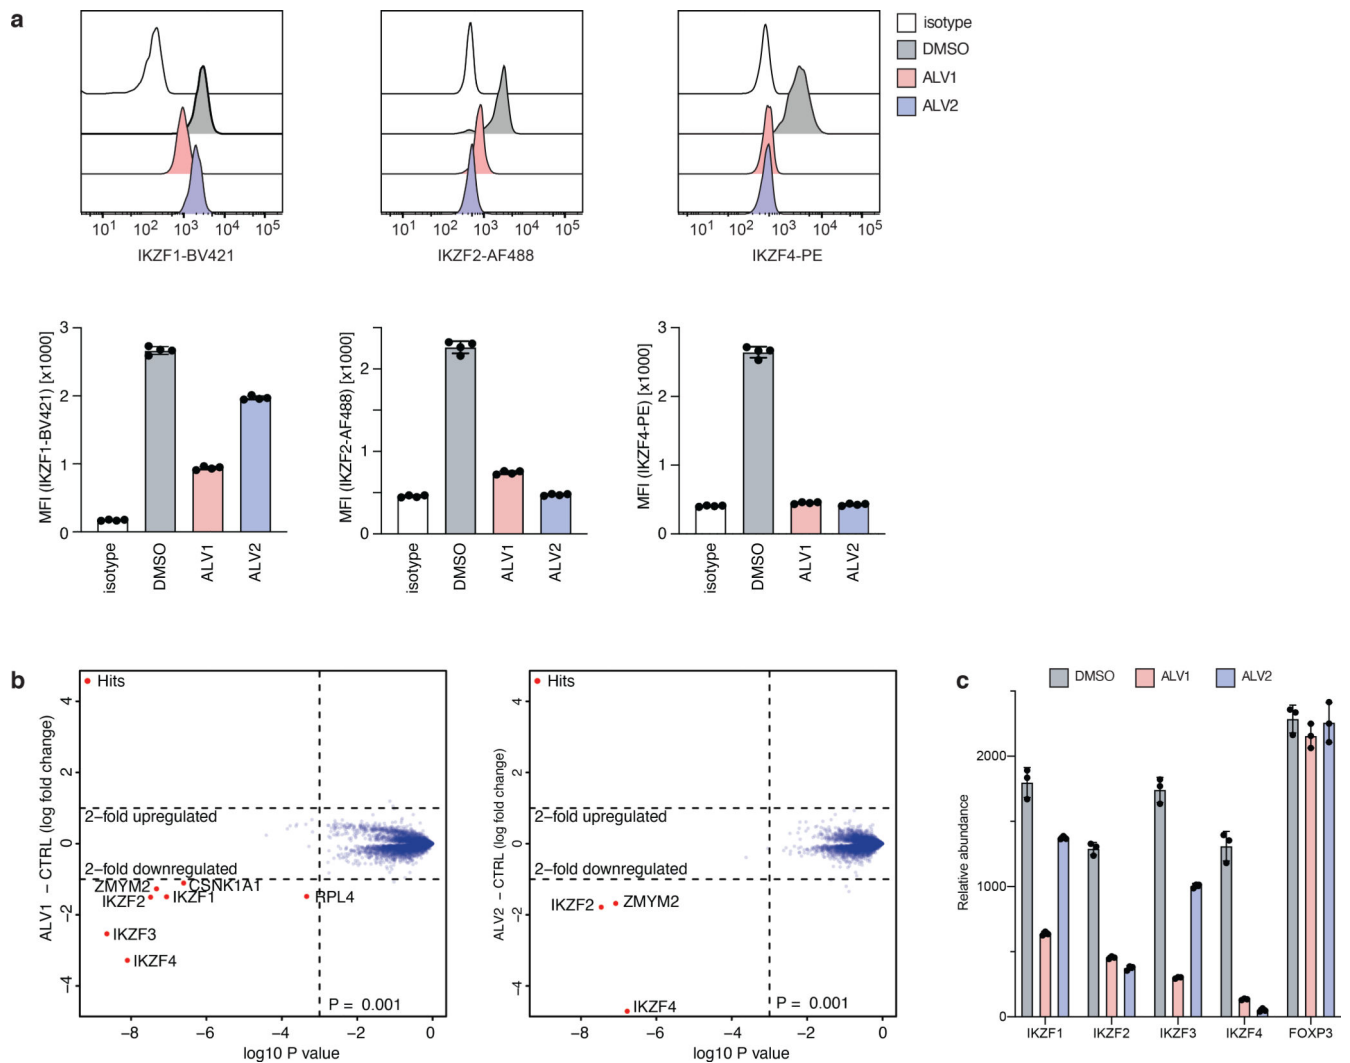 a
isotype
DMSO
ALV1
ALV2
10¹ 10² 10³ 10⁴ 10⁵
IKZF1-BV421
10¹ 10² 10³ 10⁴ 10⁵
IKZF2-AF488
10¹ 10² 10³ 10⁴ 10⁵
IKZF4-PE
MFI (IKZF1-BV421) [x1000]
3
2
1
0
isotype
DMSO
ALV1
ALV2
MFI (IKZF2-AF488) [x1000]
2
1
0
isotype
DMSO
ALV1
ALV2
MFI (IKZF4-PE) [x1000]
3
2
1
0
isotype
DMSO
ALV1
ALV2
b
ALV1 − CTRL (log fold change)
4
2
0
−2
−4
Hits
2−fold upregulated
2−fold downregulated
ZMYM2
CSNK1A1
IKZF2
IKZF1
RPL4
IKZF3
IKZF4
P = 0.001
−8 −6 −4 −2 0
log10 P value
ALV2 − CTRL (log fold change)
4
2
0
−2
−4
Hits
2−fold upregulated
2−fold downregulated
IKZF2
ZMYM2
IKZF4
P = 0.001
−8 −6 −4 −2 0
log10 P value
c
DMSO
ALV1
ALV2
Relative abundance
2000
1000
0
IKZF1 IKZF2 IKZF3 IKZF4 FOXP3